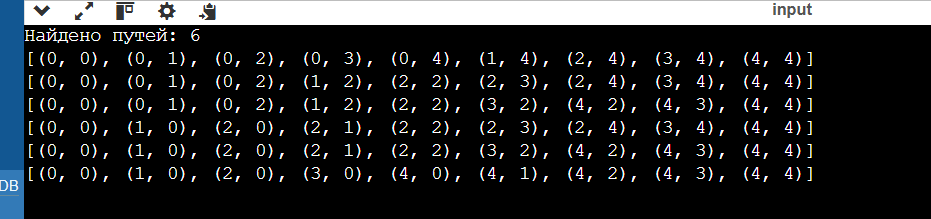 input
Найдено путей: 6
[(0, 0), (0, 1), (0, 2), (0, 3), (0, 4), (1, 4), (2, 4), (3, 4), (4, 4)]
[(0, 0), (0, 1), (0, 2), (1, 2), (2, 2), (2, 3), (2, 4), (3, 4), (4, 4)]
[(0, 0), (0, 1), (0, 2), (1, 2), (2, 2), (3, 2), (4, 2), (4, 3), (4, 4)]
[(0, 0), (1, 0), (2, 0), (2, 1), (2, 2), (2, 3), (2, 4), (3, 4), (4, 4)]
[(0, 0), (1, 0), (2, 0), (2, 1), (2, 2), (3, 2), (4, 2), (4, 3), (4, 4)]
[(0, 0), (1, 0), (2, 0), (3, 0), (4, 0), (4, 1), (4, 2), (4, 3), (4, 4)]
DB